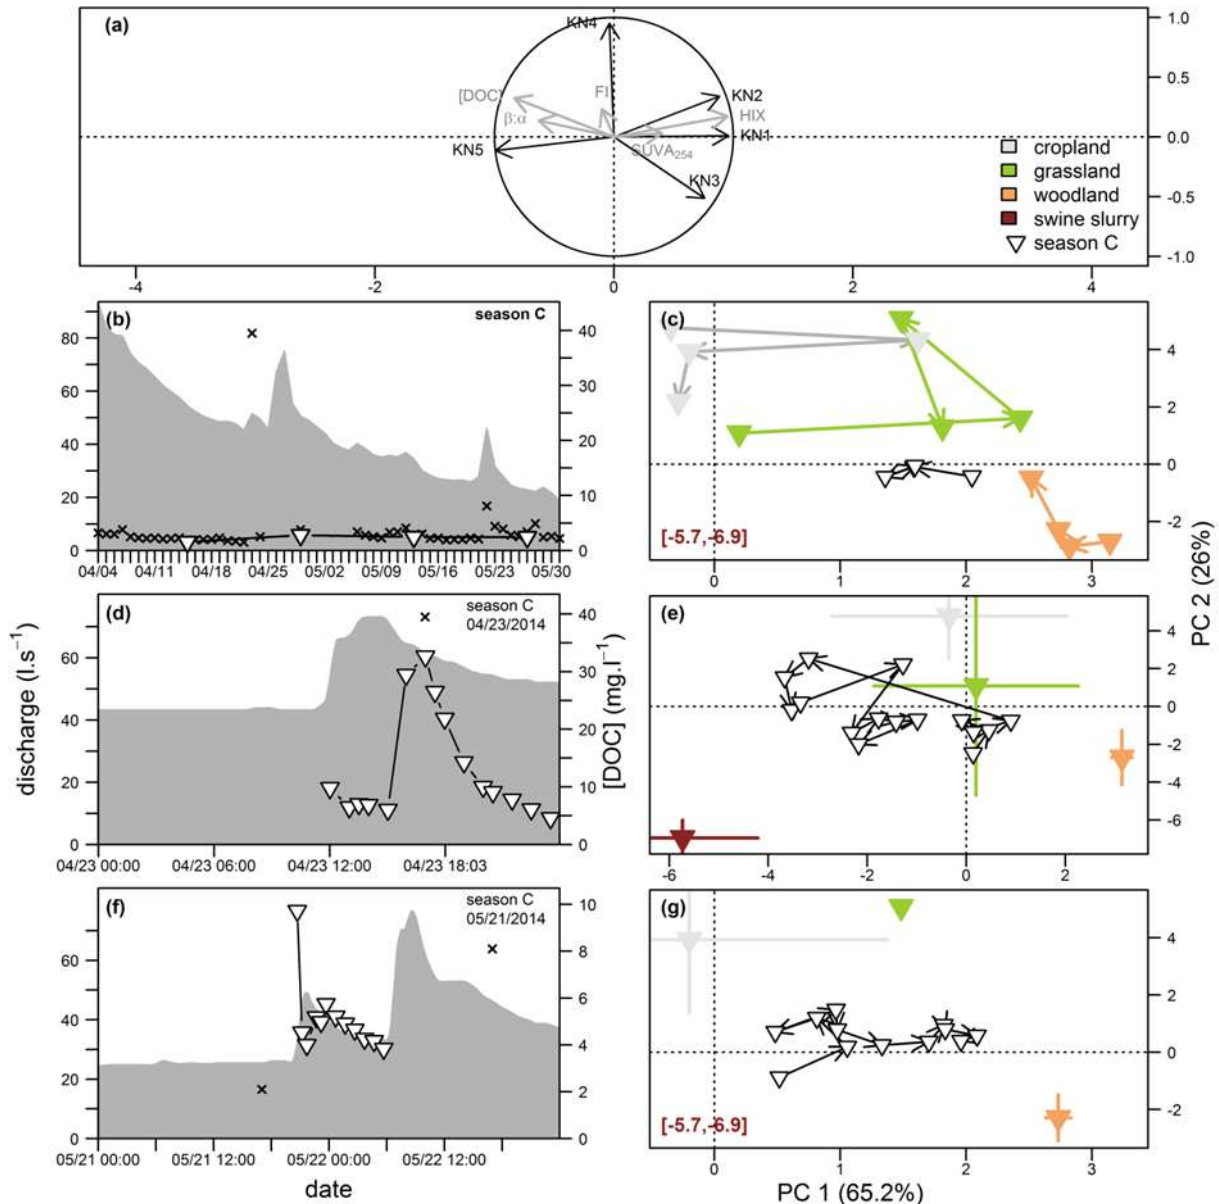 (a)
KN4
1.0
[DOC]
FI
KN2
0.5
β:α
HIX
KN5
KN1
0.0
SUVA254
cropland
KN3
grassland
-0.5
woodland
swine slurry
season C
-1.0
-4
-2
0
2
4
(b)
season C
(c)
80
60
40
20
0
40
30
20
10
0
4
2
0
-2
[-5.7,-6.9]
04/04
04/11
04/18
04/25
05/02
05/09
05/16
05/23
05/30
0
1
2
3
PC 2 (26%)
(d)
season C
04/23/2014
(e)
discharge (l.s−1)
60
40
20
0
40
30
20
10
0
[DOC] (mg.l−1)
4
2
0
-2
-4
-6
04/23 00:00
04/23 06:00
04/23 12:00
04/23 18:03
-6
-4
-2
0
2
(f)
season C
05/21/2014
(g)
60
40
20
0
10
8
6
4
2
0
4
2
0
-2
[-5.7,-6.9]
05/21 00:00
05/21 12:00
05/22 00:00
05/22 12:00
0
1
2
3
date
PC 1 (65.2%)